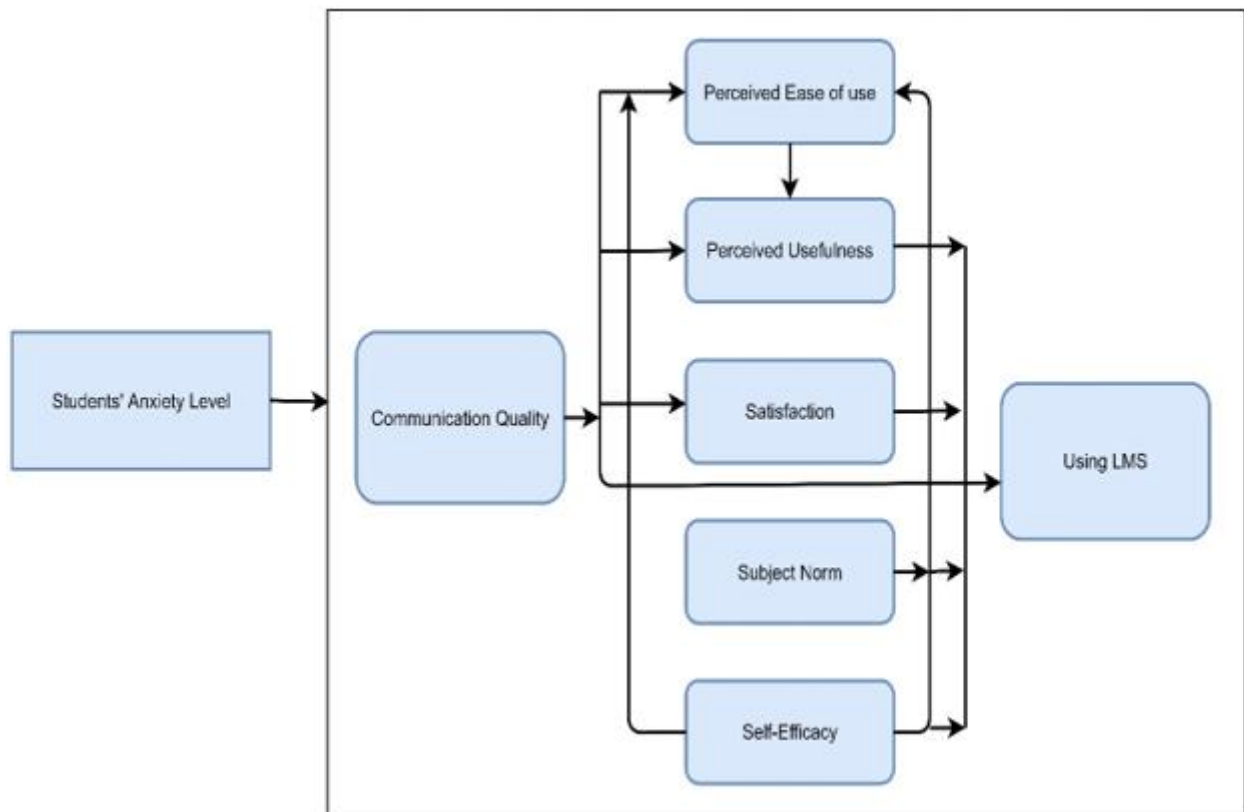 Perceived Ease of use
Perceived Usefulness
Students' Anxiety Level
Communication Quality
Satisfaction
Using LMS
Subject Norm
Self-Efficacy